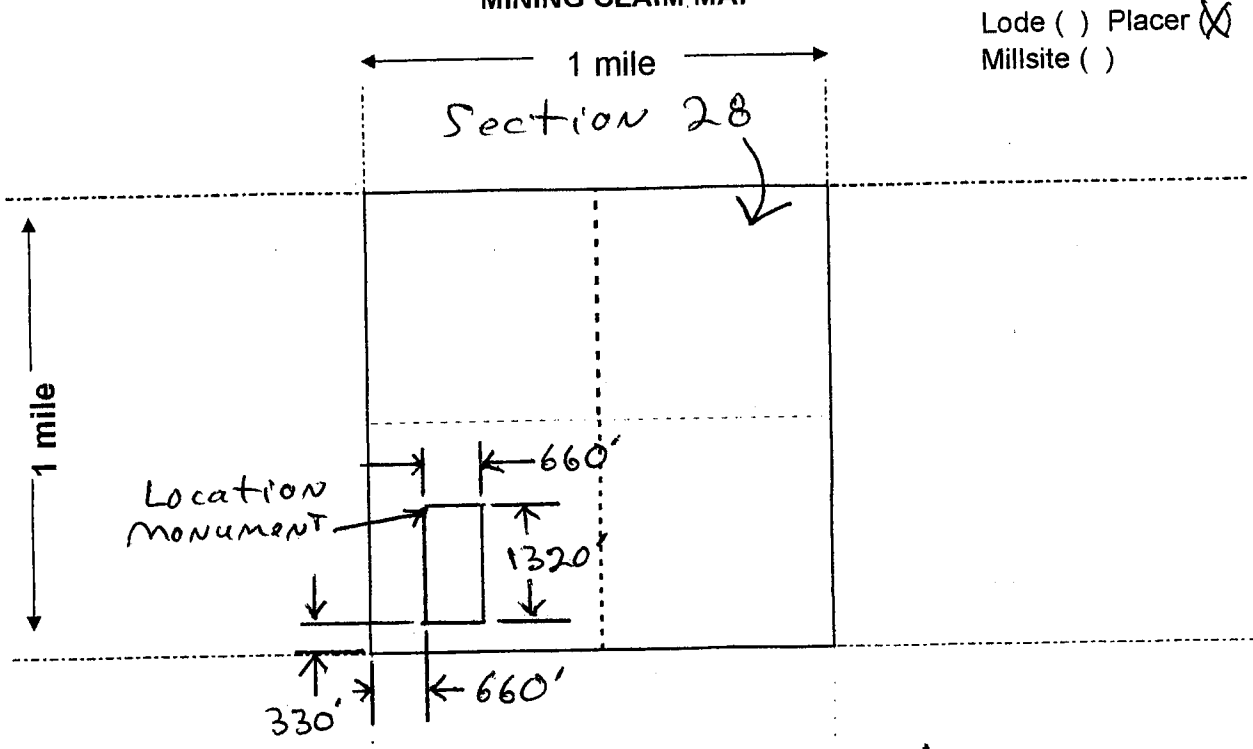 MINING CLAIM MAP
Lode ( ) Placer (X)
Millsite ( )
1 mile
Section 28
1 mile
660'
Location
Monument
1320'
660'
330'